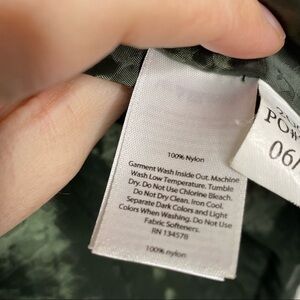 100% Nylon
Garment Wash Inside Out. Machine
Wash Low Temperature. Tumble
Dry. Do Not Use Chlorine Bleach.
Dry. Do Not Iron. Iron Cool.
Separate Dark Colors and Light
Colors When Washing. Do Not Use
Fabric Softeners.
RN 134578
100% nylon
POW
06/